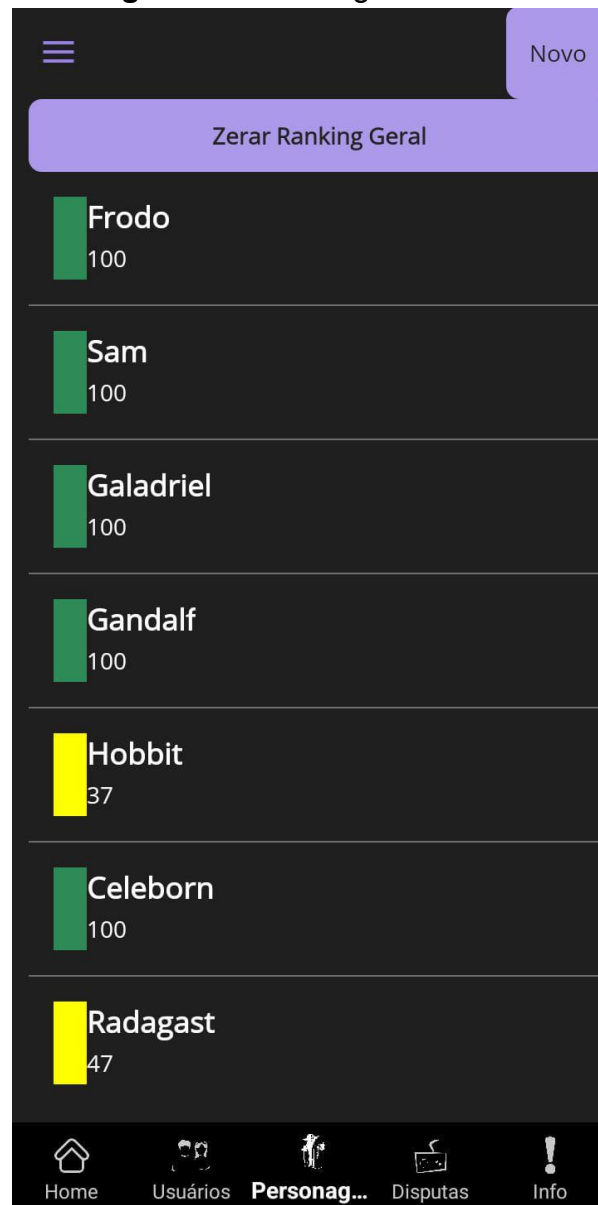 Novo
Zerar Ranking Geral
Frodo
100
Sam
100
Galadriel
100
Gandalf
100
Hobbit
37
Celeborn
100
Radagast
47
Home Usuários Personag... Disputas Info